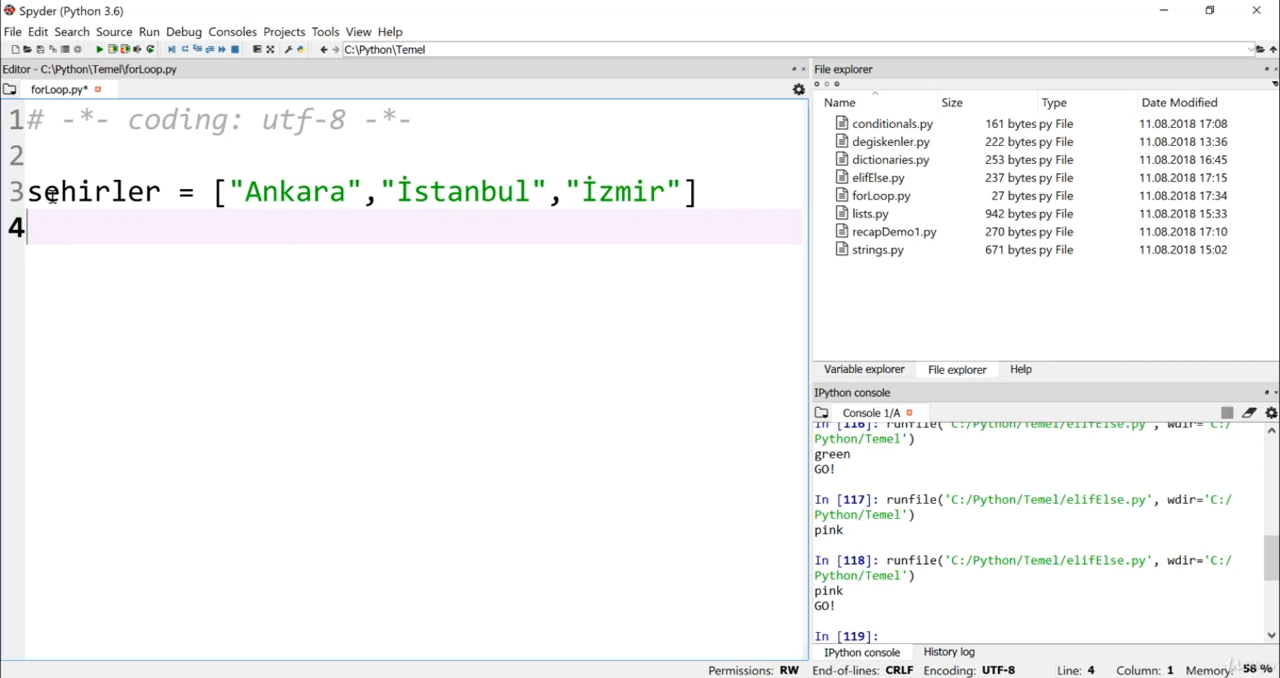 Spyder (Python 3.6)
File Edit Search Source Run Debug Consoles Projects Tools View Help
C:\Python\Temel
Editor - C:\Python\Temel\forLoop.py
forLoop.py*
1 # -*- coding: utf-8 -*-
2
3 sehirler = ["Ankara","İstanbul","İzmir"]
4
File explorer
Name Size Type Date Modified
conditionals.py 161 bytes py File 11.08.2018 17:08
degiskenler.py 222 bytes py File 11.08.2018 13:36
dictionaries.py 253 bytes py File 11.08.2018 16:45
elifElse.py 237 bytes py File 11.08.2018 17:15
forLoop.py 27 bytes py File 11.08.2018 17:34
lists.py 942 bytes py File 11.08.2018 15:33
recapDemo1.py 270 bytes py File 11.08.2018 17:10
strings.py 671 bytes py File 11.08.2018 15:02
Variable explorer File explorer Help
IPython console
Console 1/A
In [116]: runfile('C:/Python/Temel/elifElse.py', wdir='C:/
Python/Temel')
green
GO!
In [117]: runfile('C:/Python/Temel/elifElse.py', wdir='C:/
Python/Temel')
pink
In [118]: runfile('C:/Python/Temel/elifElse.py', wdir='C:/
Python/Temel')
pink
GO!
In [119]:
IPython console History log
Permissions: RW End-of-lines: CRLF Encoding: UTF-8 Line: 4 Column: 1 Memory: 58 %